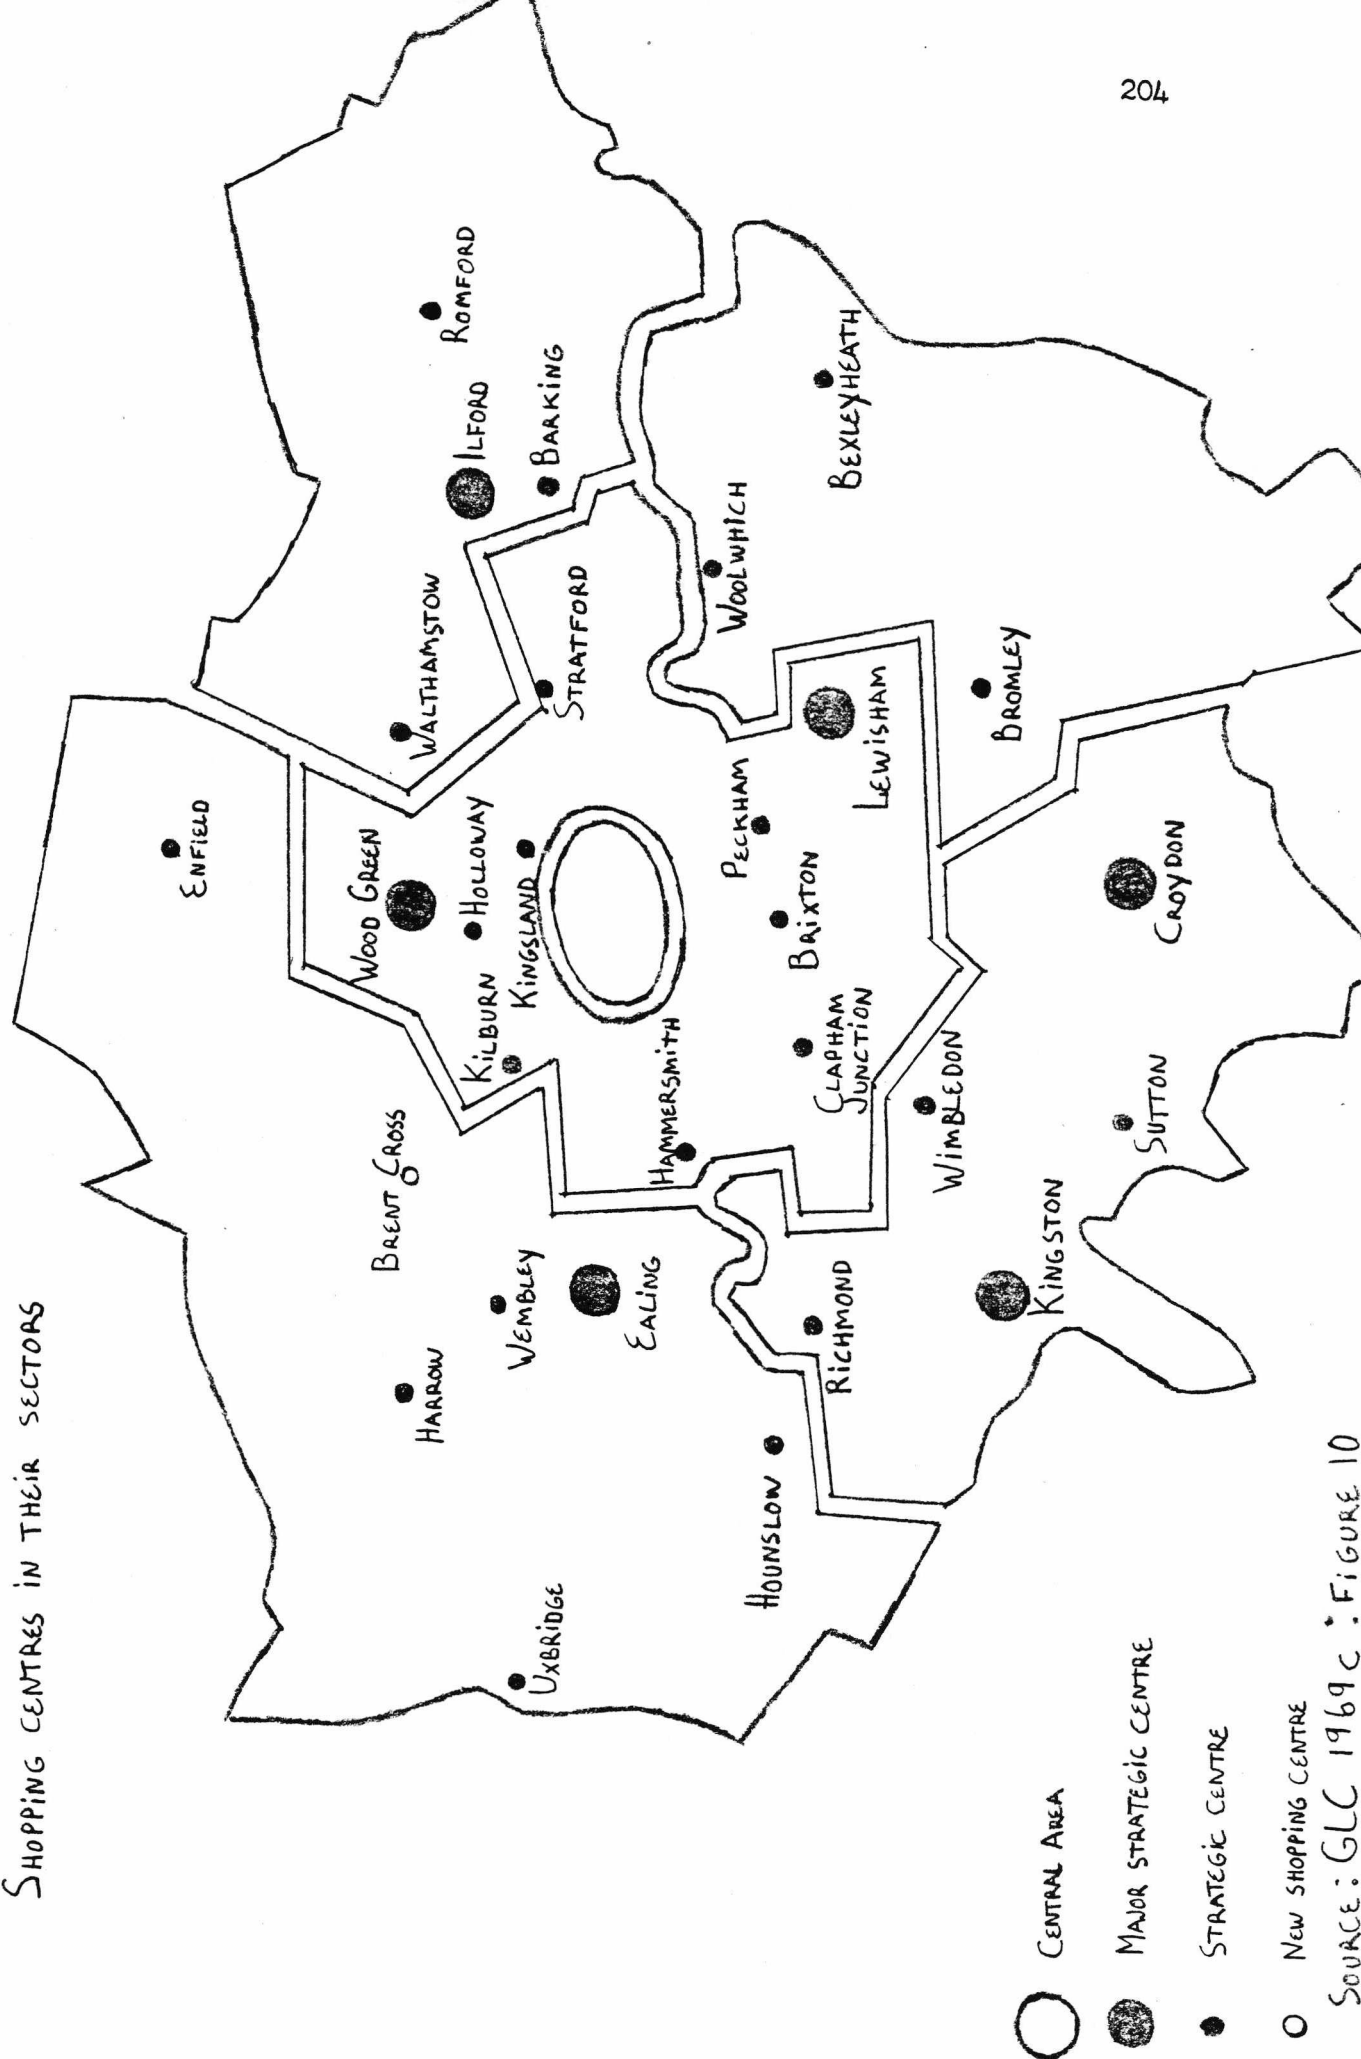 204
SHOPPING CENTRES IN THEIR SECTORS
ENFIELD
WALTHAMSTOW
ROMFORD
ILFORD
BARKING
STRATFORD
WOOD GREEN
HOLLOWAY
KINGSLAND
KILBURN
BRENT CROSS
HARROW
WEMBLEY
EALING
UXBRIDGE
HAMMERSMITH
HOUNSLOW
RICHMOND
CLAPHAM
JUNCTION
BRIXTON
PECKHAM
LEWISHAM
WOOLWHICH
BEXLEYHEATH
BROMLEY
WIMBLEDON
KINGSTON
SUTTON
CROYDON
CENTRAL AREA
MAJOR STRATEGIC CENTRE
STRATEGIC CENTRE
NEW SHOPPING CENTRE
SOURCE: GLC 1969c : FIGURE 10